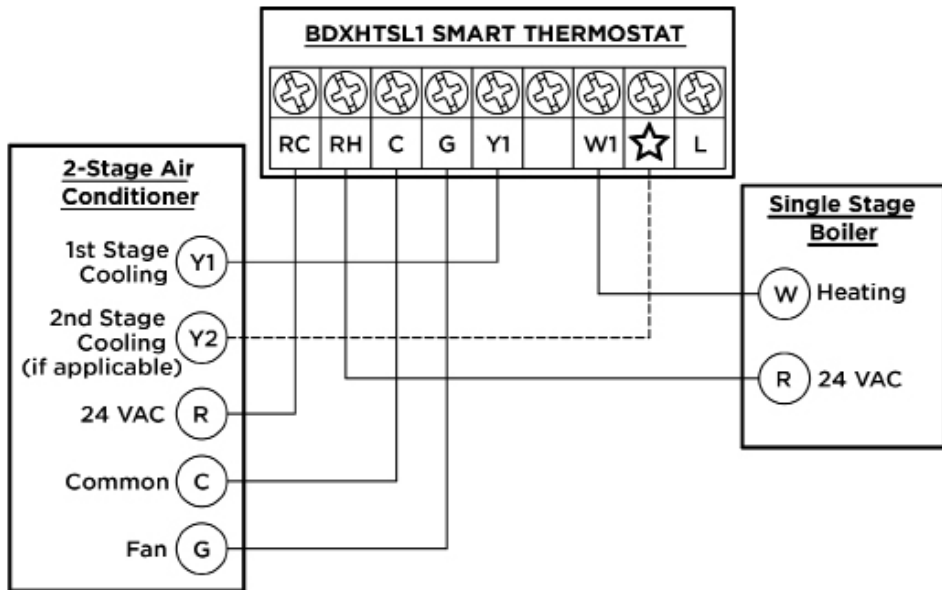 BDXHTSL1 SMART THERMOSTAT
RC RH C G Y1 W1 L
2-Stage Air
Conditioner
1st Stage
Cooling
Y1
2nd Stage
Cooling
(if applicable)
Y2
24 VAC
R
Common
C
Fan
G
Single Stage
Boiler
W
Heating
R
24 VAC